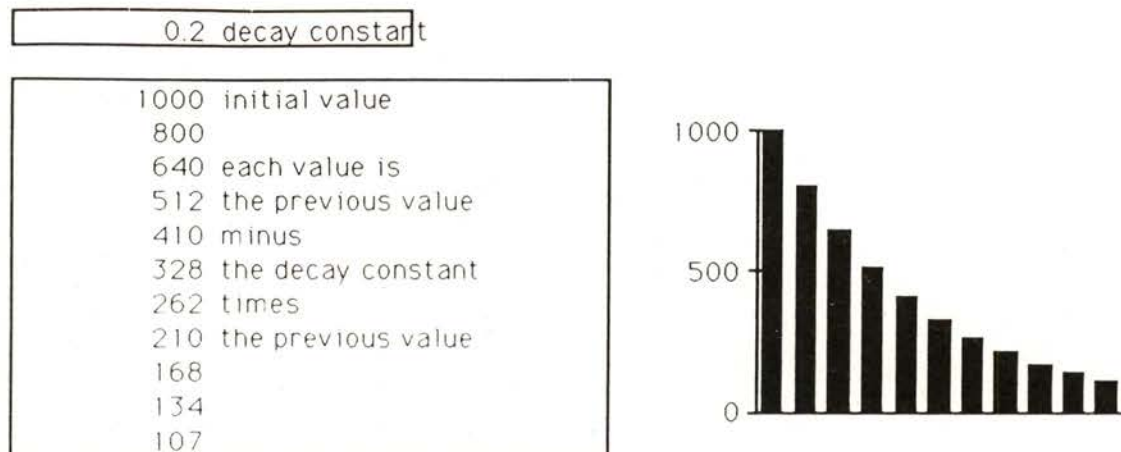 0.2 decay constant
1000 initial value
800
640 each value is
512 the previous value
410 minus
328 the decay constant
262 times
210 the previous value
168
134
107
1000
500
0